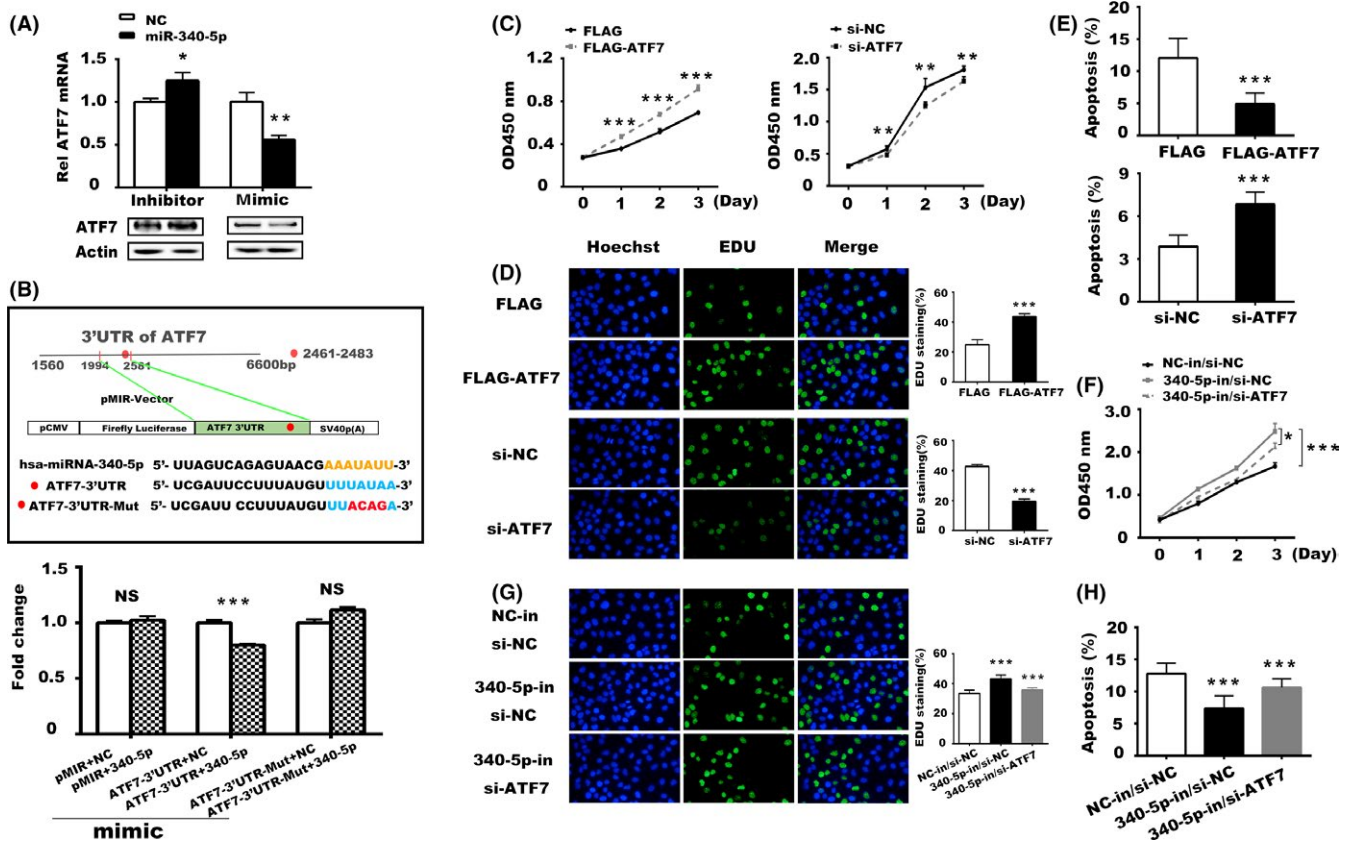 (A)
NC
miR-340-5p
Rel ATF7 mRNA
1.5
1.0
0.5
0
*
**
Inhibitor Mimic
ATF7
Actin
(B)
3'UTR of ATF7
2461-2483
1560 1994 2581 6600bp
pMIR-Vector
pCMV Firefly Luciferase ATF7 3'UTR SV40p(A)
hsa-miRNA-340-5p 5'- UUAGUCAGAGUAACGAAAUAUU-3'
ATF7-3'UTR 5'- UCGAUUCCUUUAUGUUUUAUAA-3'
ATF7-3'UTR-Mut 5'- UCGAUU CCUUUAUGUUUACAGA-3'
Fold change
1.5
1.0
0.5
0
NS
***
NS
pMIR+NC
pMIR+340-5p
ATF7-3'UTR+NC
ATF7-3'UTR+340-5p
ATF7-3'UTR-Mut+NC
ATF7-3'UTR-Mut+340-5p
mimic
(C)
FLAG
FLAG-ATF7
OD450 nm
1.2
0.8
0.4
0
***
***
***
0 1 2 3 (Day)
si-NC
si-ATF7
OD450 nm
2.0
1.5
0.5
0.0
**
**
**
0 1 2 3 (Day)
(D)
Hoechst EDU Merge
FLAG
FLAG-ATF7
si-NC
si-ATF7
EDU staining(%)
60
40
20
0
***
FLAG FLAG-ATF7
EDU staining(%)
60
40
20
0
***
si-NC si-ATF7
(E)
Apoptosis (%)
20
15
10
5
0
***
FLAG FLAG-ATF7
Apoptosis (%)
9
6
3
0
***
si-NC si-ATF7
(F)
NC-in/si-NC
340-5p-in/si-NC
340-5p-in/si-ATF7
OD450 nm
3.0
2.0
1.0
0.0
*
***
0 1 2 3 (Day)
(G)
NC-in
si-NC
340-5p-in
si-NC
340-5p-in
si-ATF7
EDU staining(%)
60
40
20
0
***
***
NC-in/si-NC
340-5p-in/si-NC
340-5p-in/si-ATF7
(H)
Apoptosis (%)
20
15
10
5
0
***
***
NC-in/si-NC
340-5p-in/si-NC
340-5p-in/si-ATF7